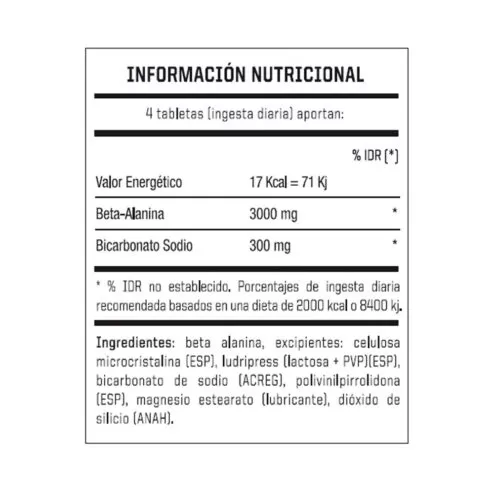 INFORMACIÓN NUTRICIONAL
4 tabletas (ingesta diaria) aportan:
% IDR (*)
Valor Energético 17 Kcal = 71 Kj
Beta-Alanina 3000 mg *
Bicarbonato Sodio 300 mg *
* % IDR no establecido. Porcentajes de ingesta diaria
recomendada basados en una dieta de 2000 kcal o 8400 kj.
Ingredientes: beta alanina, excipientes: celulosa
microcristalina (ESP), ludripress (lactosa + PVP)(ESP),
bicarbonato de sodio (ACREG), polivinilpirrolidona
(ESP), magnesio estearato (lubricante), dióxido de
silicio (ANAH).